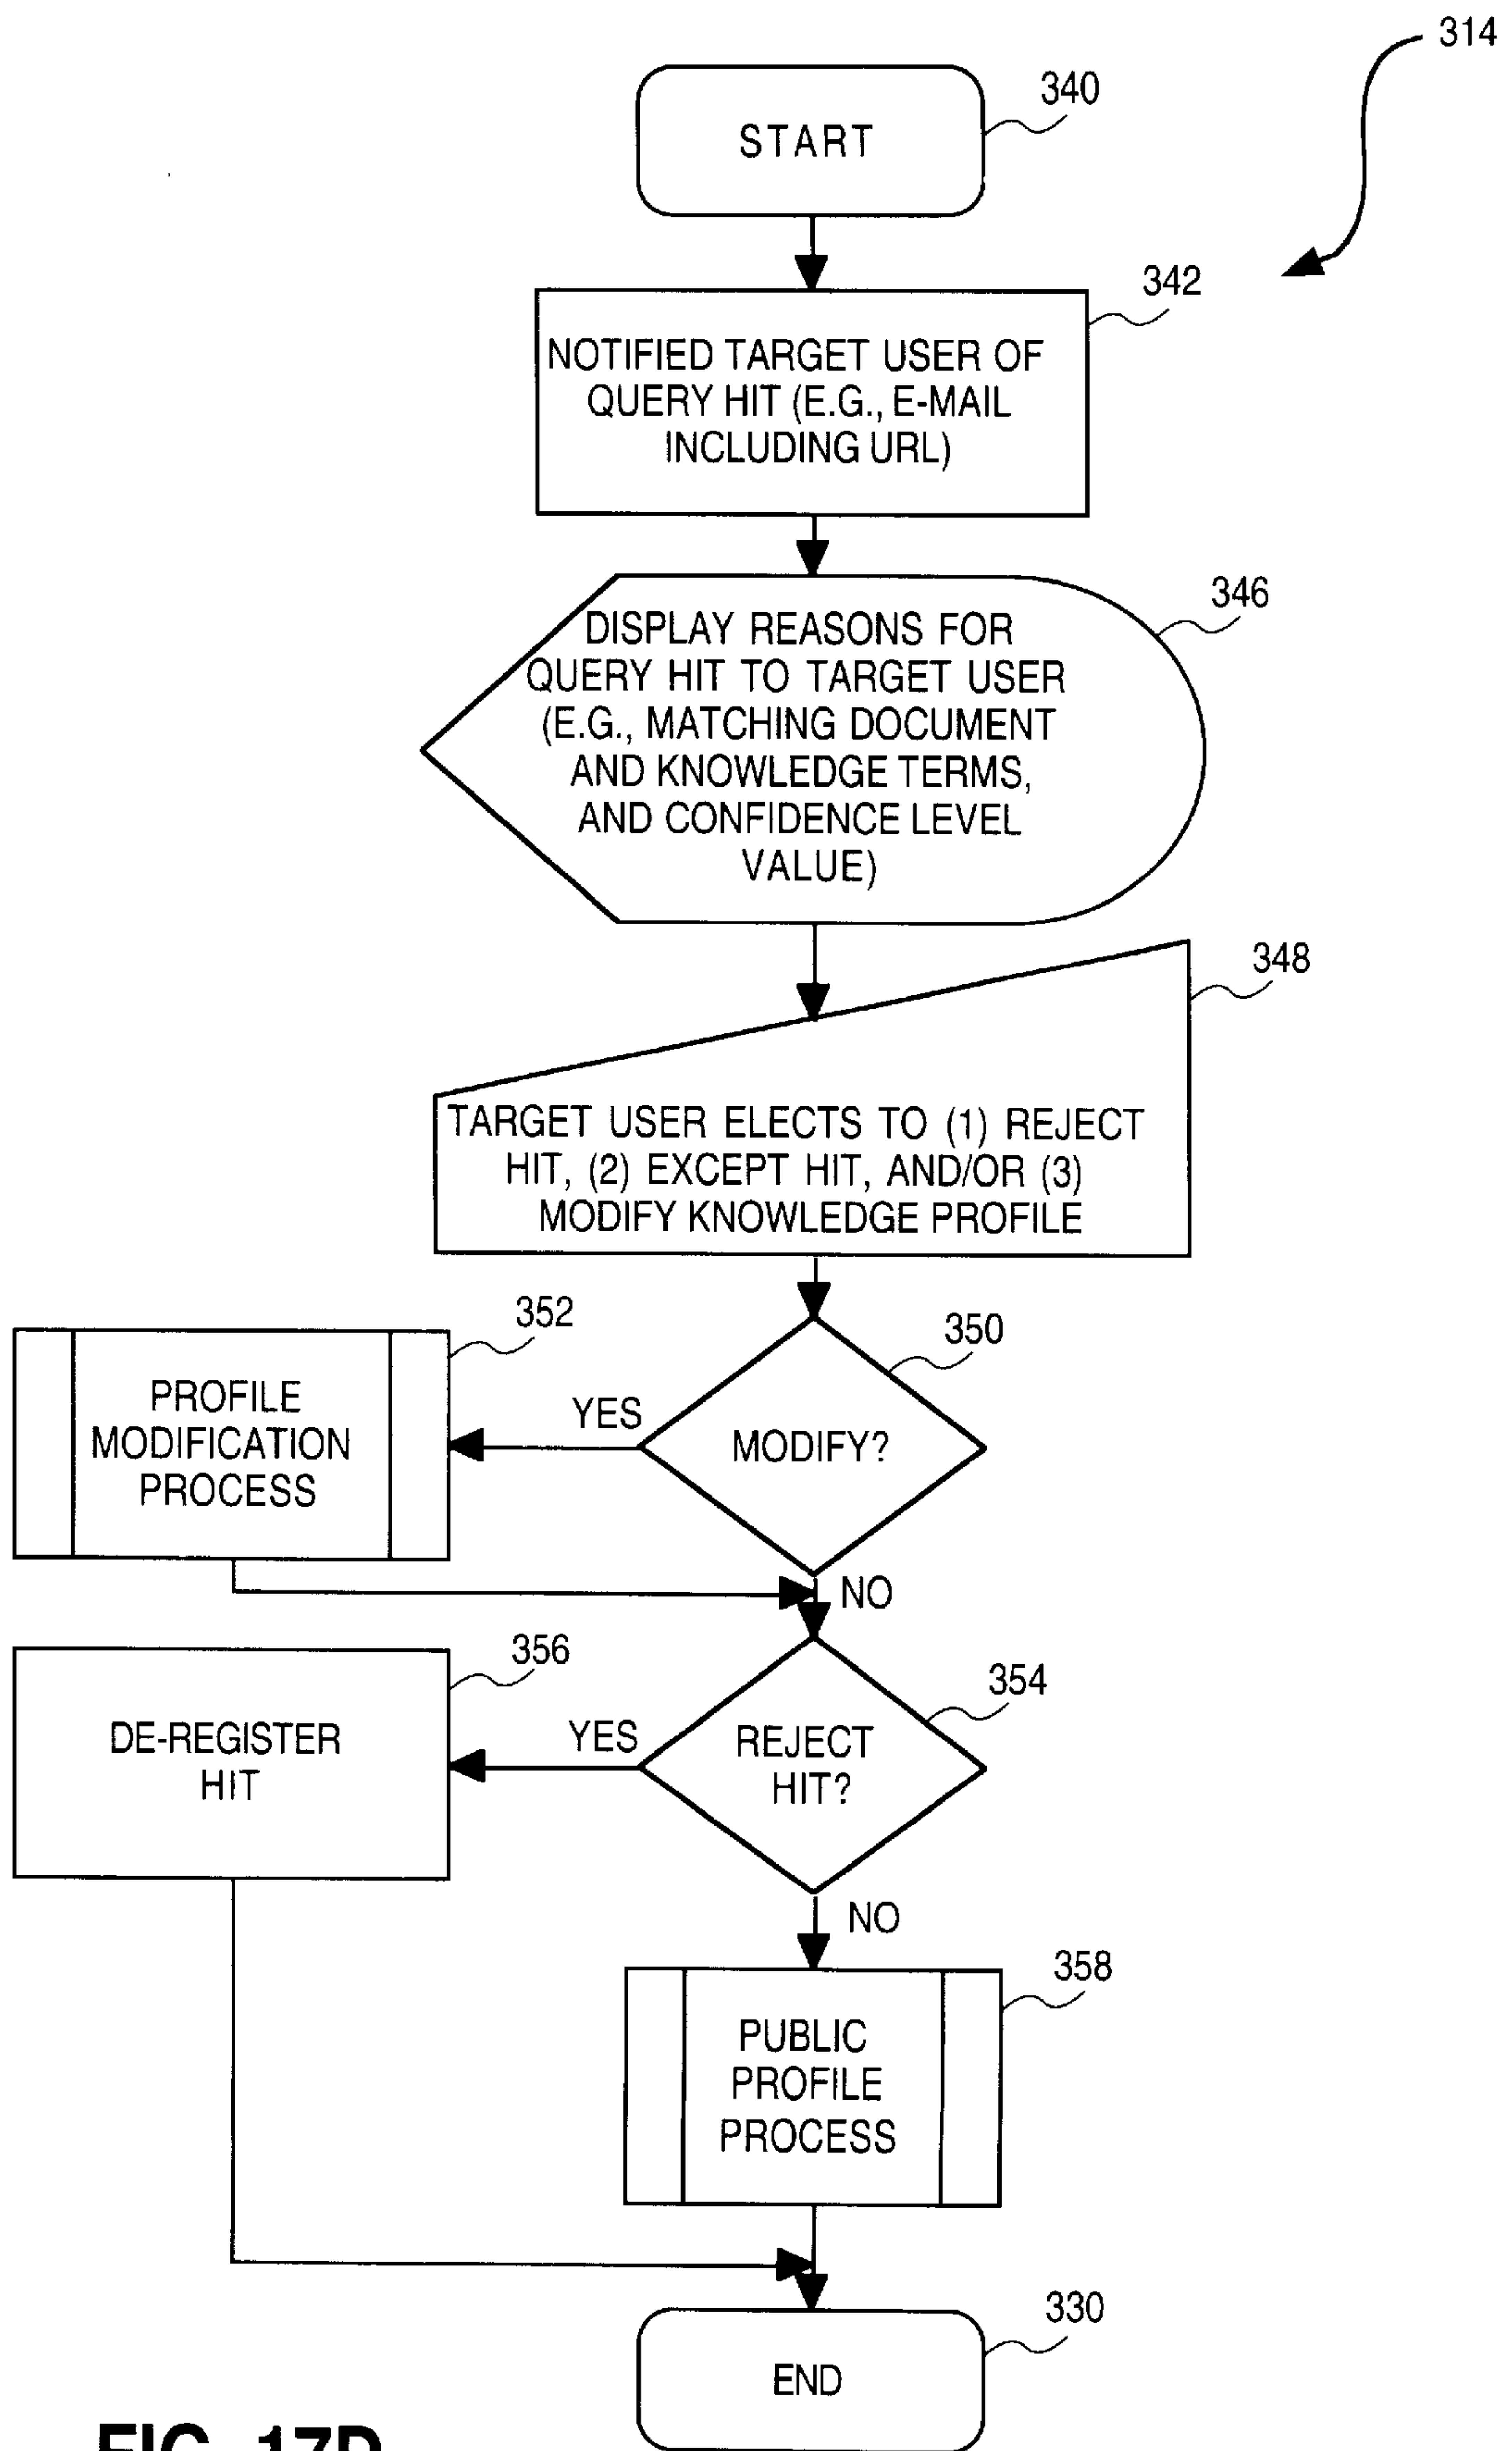 314
340
START
342
NOTIFIED TARGET USER OF
QUERY HIT (E.G., E-MAIL
INCLUDING URL)
346
DISPLAY REASONS FOR
QUERY HIT TO TARGET USER
(E.G., MATCHING DOCUMENT
AND KNOWLEDGE TERMS,
AND CONFIDENCE LEVEL
VALUE)
348
TARGET USER ELECTS TO (1) REJECT
HIT, (2) EXCEPT HIT, AND/OR (3)
MODIFY KNOWLEDGE PROFILE
352
350
PROFILE
MODIFICATION
PROCESS
YES
MODIFY?
NO
356
354
DE-REGISTER
HIT
YES
REJECT
HIT?
NO
358
PUBLIC
PROFILE
PROCESS
330
END
FIG. 17D